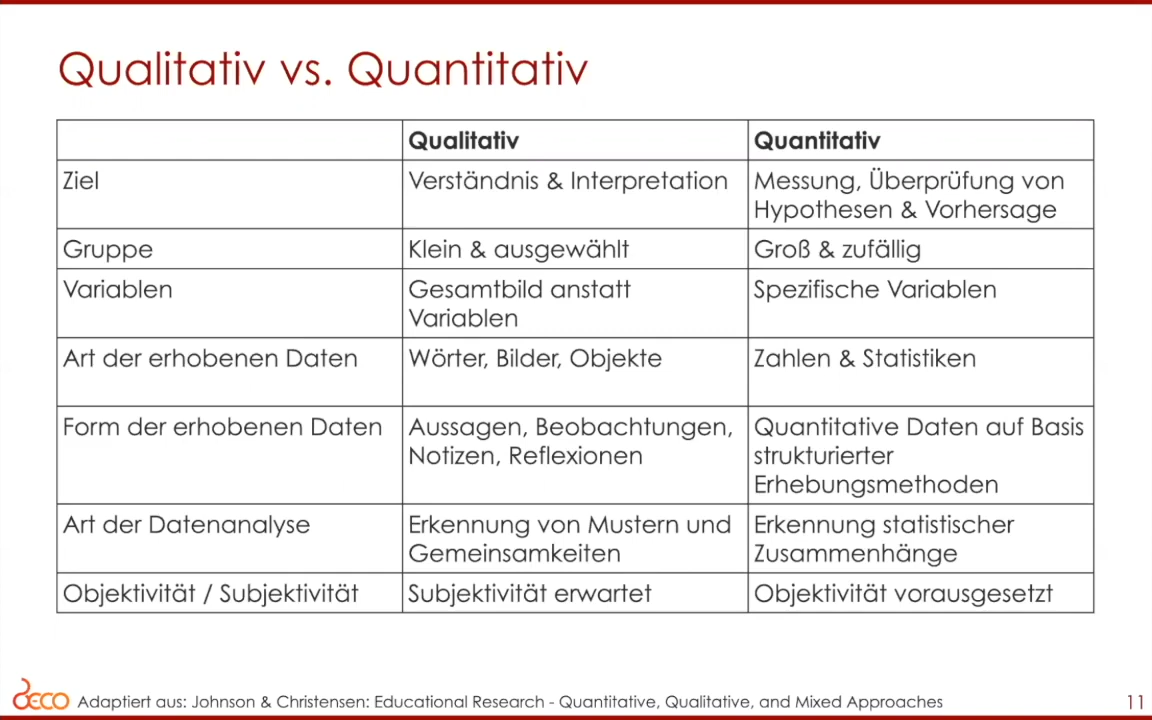 Qualitativ vs. Quantitativ
Qualitativ Quantitativ
Ziel Verständnis & Interpretation Messung, Überprüfung von
Hypothesen & Vorhersage
Gruppe Klein & ausgewählt Groß & zufällig
Variablen Gesamtbild anstatt Spezifische Variablen
Variablen
Art der erhobenen Daten Wörter, Bilder, Objekte Zahlen & Statistiken
Form der erhobenen Daten Aussagen, Beobachtungen, Quantitative Daten auf Basis
Notizen, Reflexionen strukturierter
Erhebungsmethoden
Art der Datenanalyse Erkennung von Mustern und Erkennung statistischer
Gemeinsamkeiten Zusammenhänge
Objektivität / Subjektivität Subjektivität erwartet Objektivität vorausgesetzt
DECO Adaptiert aus: Johnson & Christensen: Educational Research - Quantitative, Qualitative, and Mixed Approaches 11